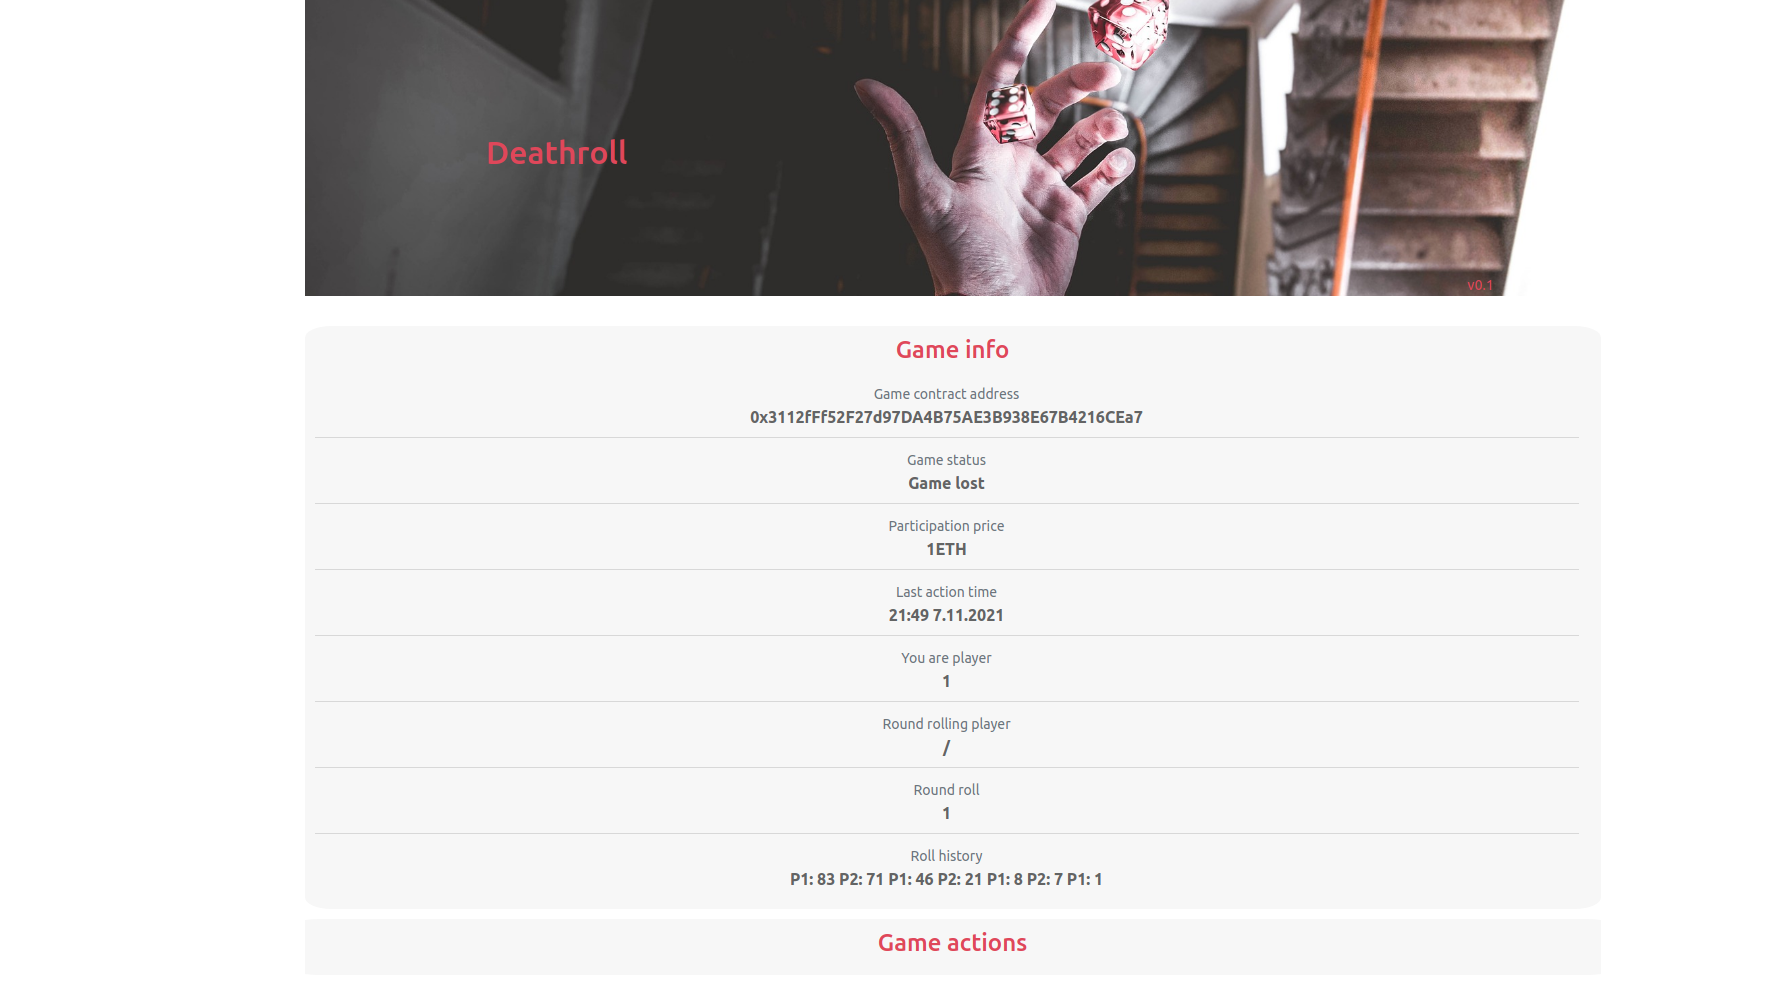 Deathroll
v0.1
Game info
Game contract address
0x3112fFf52F27d97DA4B75AE3B938E67B4216CEa7
Game status
Game lost
Participation price
1ETH
Last action time
21:49 7.11.2021
You are player
1
Round rolling player
/
Round roll
1
Roll history
P1: 83 P2: 71 P1: 46 P2: 21 P1: 8 P2: 7 P1: 1
Game actions